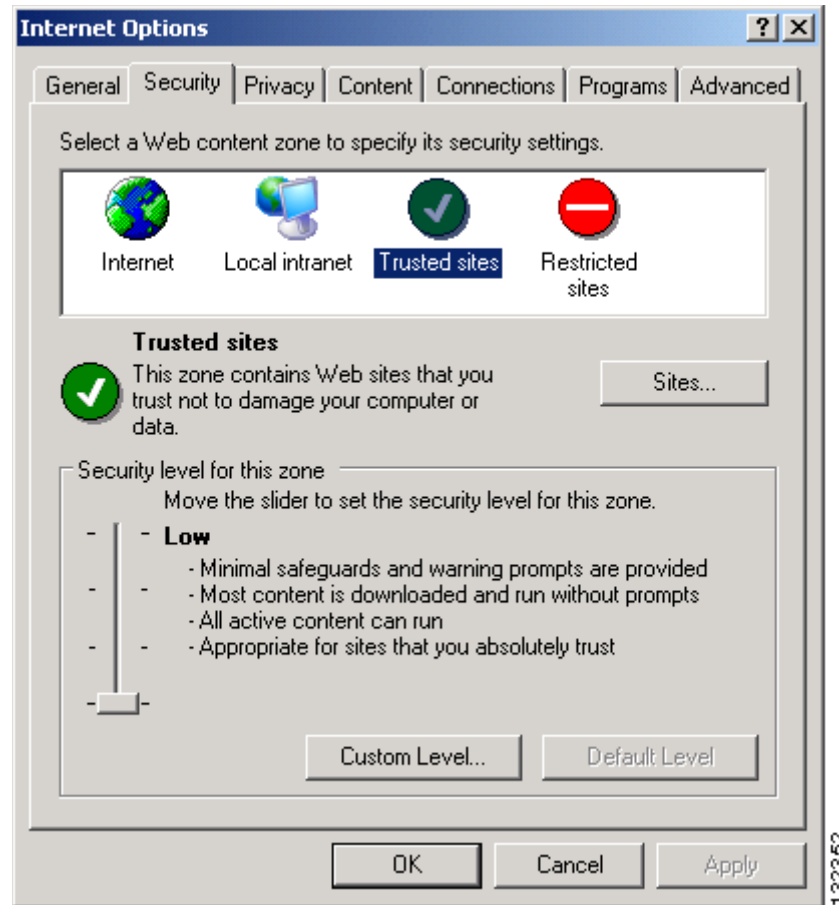 Internet Options
General Security Privacy Content Connections Programs Advanced
Select a Web content zone to specify its security settings.
Internet Local intranet Trusted sites Restricted
sites
Trusted sites
This zone contains Web sites that you
trust not to damage your computer or
data.
Sites...
Security level for this zone
Move the slider to set the security level for this zone.
Low
- Minimal safeguards and warning prompts are provided
- Most content is downloaded and run without prompts
- All active content can run
- Appropriate for sites that you absolutely trust
Custom Level... Default Level
OK Cancel Apply